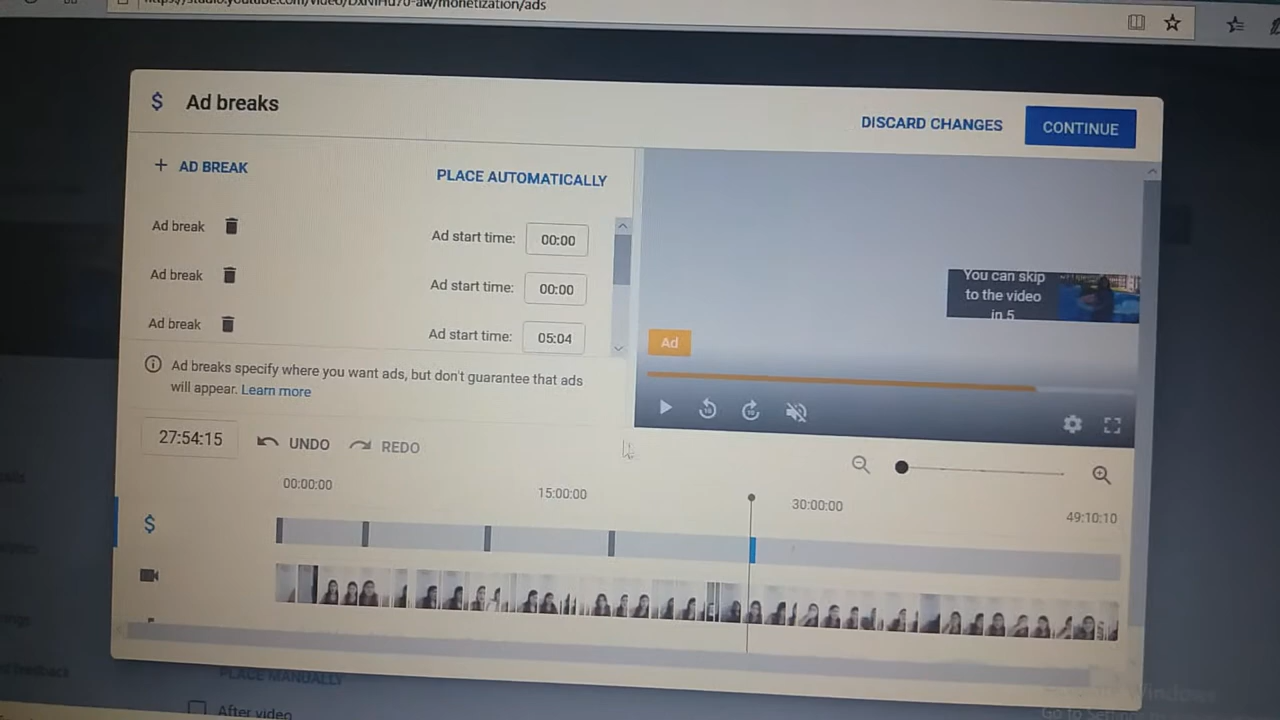 Ad breaks
DISCARD CHANGES
CONTINUE
+ AD BREAK
PLACE AUTOMATICALLY
Ad break
Ad start time:
00:00
Ad break
Ad start time:
00:00
Ad break
Ad start time:
05:04
Ad breaks specify where you want ads, but don't guarantee that ads
will appear. Learn more
You can skip
to the video
in 5
Ad
27:54:15
UNDO
REDO
00:00:00
15:00:00
30:00:00
49:10:10
PLACE MANUALLY
After video